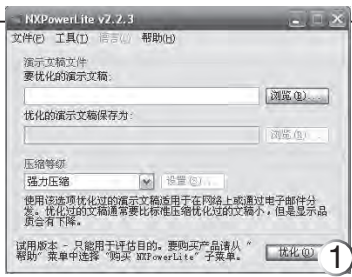 NXPowerLite v2.2.3
文件(F) 工具(T) 语言(L) 帮助(H)
演示文稿文件
要优化的演示文稿:
浏览(B)...
优化的演示文稿保存为:
浏览(B)...
压缩等级
强力压缩 设置(S)...
使用该选项优化过的演示文稿适用于在网络上或通过电子邮件分
发。优化过的文稿通常要比标准压缩优化过的文稿小，但是显示品
质会有下降。
试用版本 - 只能用于评估目的。要购买产品请从 “
帮助” 菜单中选择 “购买 NXPowerLite” 子菜单。
优化(O) 1